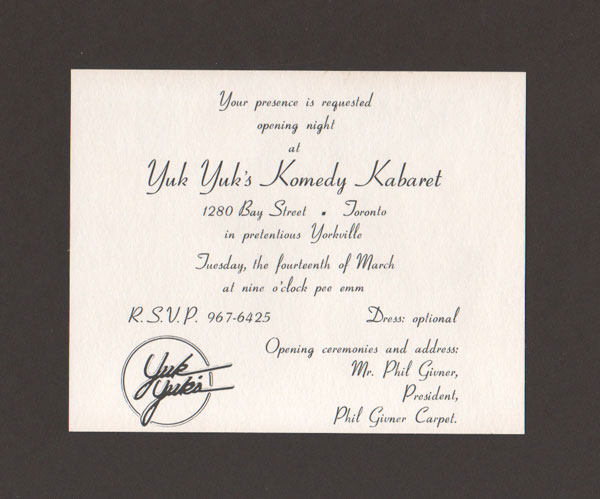 Your presence is requested
opening night
at
Yuk Yuk's Komedy Kabaret
1280 Bay Street • Toronto
in pretentious Yorkville
Tuesday, the fourteenth of March
at nine o'clock pee emm
R.S.V.P. 967-6425
Dress: optional
Opening ceremonies and address:
Mr. Phil Givner,
President,
Phil Givner Carpet.
Yuk
Yuk's